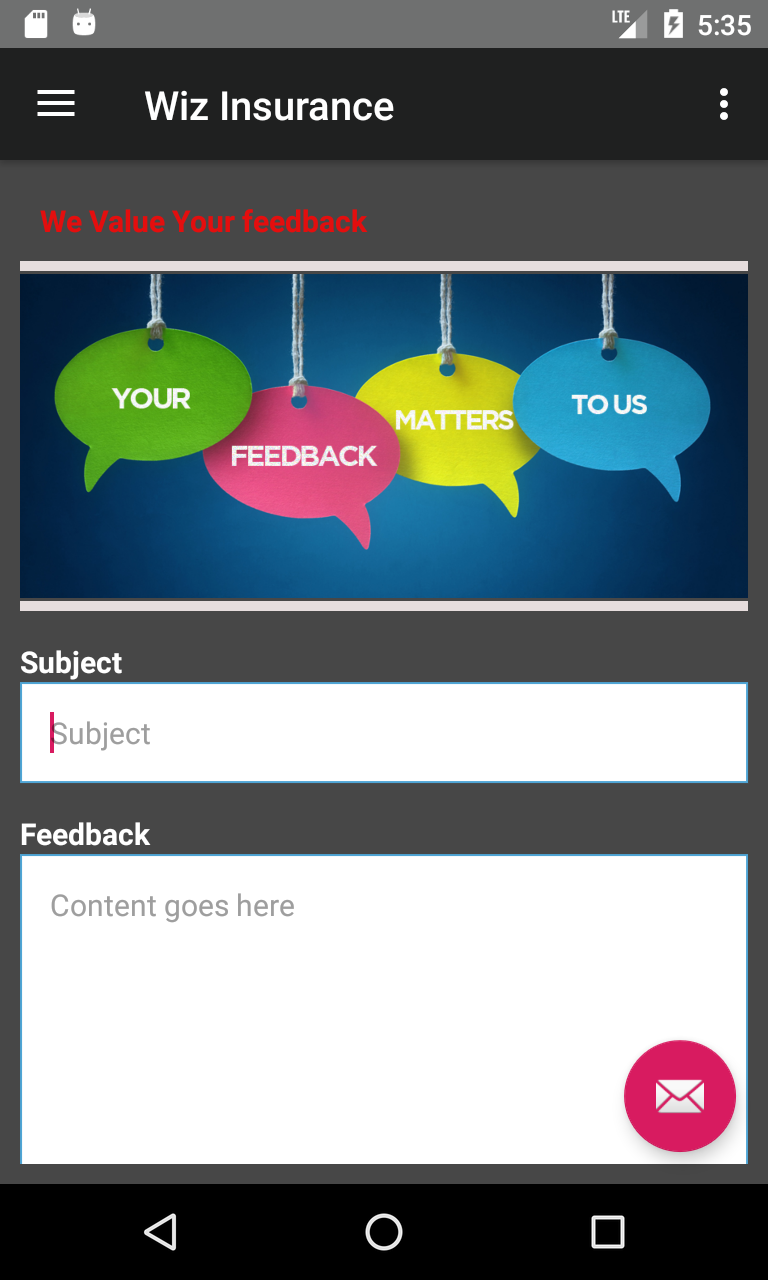 LTE 5:35
Wiz Insurance
We Value Your feedback
YOUR
FEEDBACK
MATTERS
TO US
Subject
Subject
Feedback
Content goes here